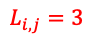 L_{i,j} = 3